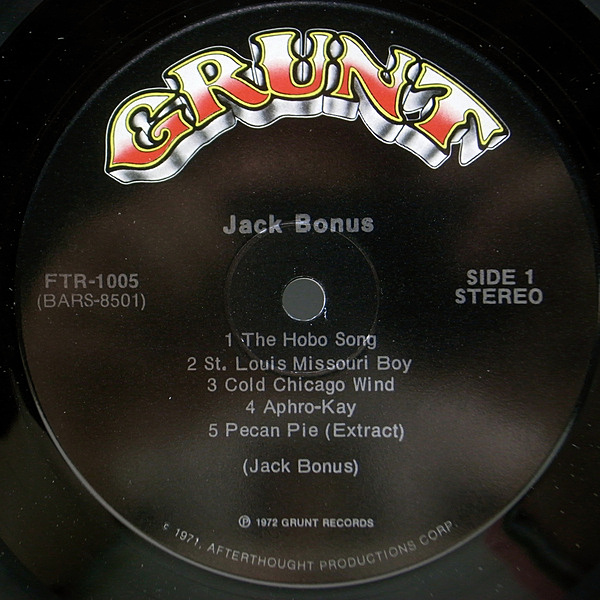 GRUNT
Jack Bonus
FTR-1005
(BARS-8501)
SIDE 1
STEREO
1 The Hobo Song
2 St. Louis Missouri Boy
3 Cold Chicago Wind
4 Aphro-Kay
5 Pecan Pie (Extract)
(Jack Bonus)
℗ 1972 GRUNT RECORDS
c 1971, AFTERTHOUGHT PRODUCTIONS CORP.